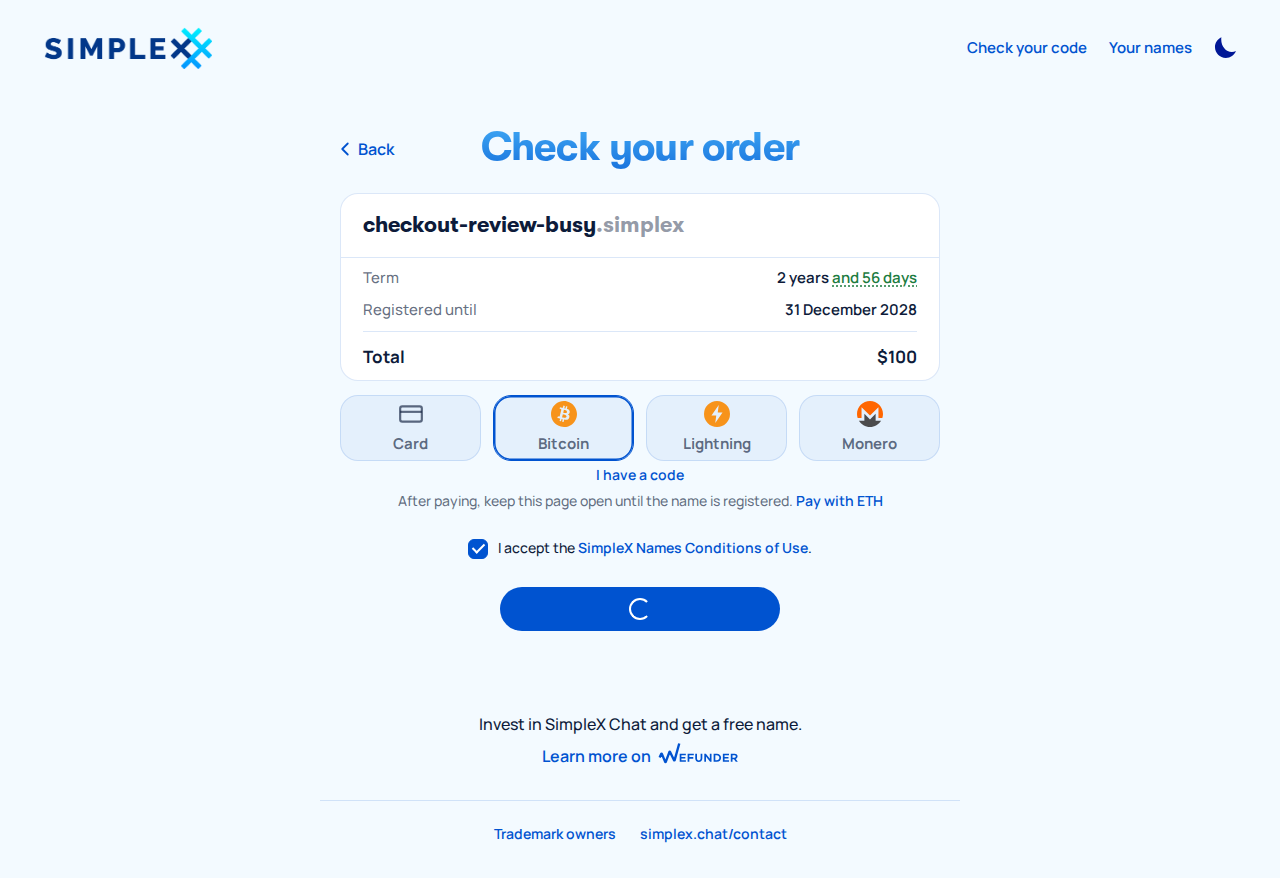 SIMPLEX
Check your code
Your names
Back
Check your order
checkout-review-busy.simplex
Term
2 years and 56 days
Registered until
31 December 2028
Total
$100
Card
Bitcoin
Lightning
Monero
I have a code
After paying, keep this page open until the name is registered. Pay with ETH
I accept the SimpleX Names Conditions of Use.
Invest in SimpleX Chat and get a free name.
Learn more on WEFUNDER
Trademark owners
simplex.chat/contact